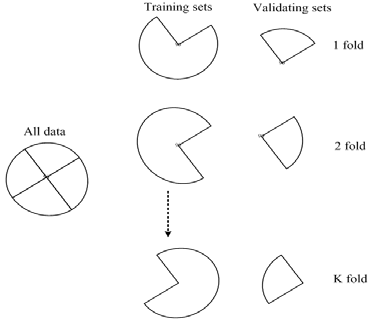 Training sets Validating sets
1 fold
All data
2 fold
K fold